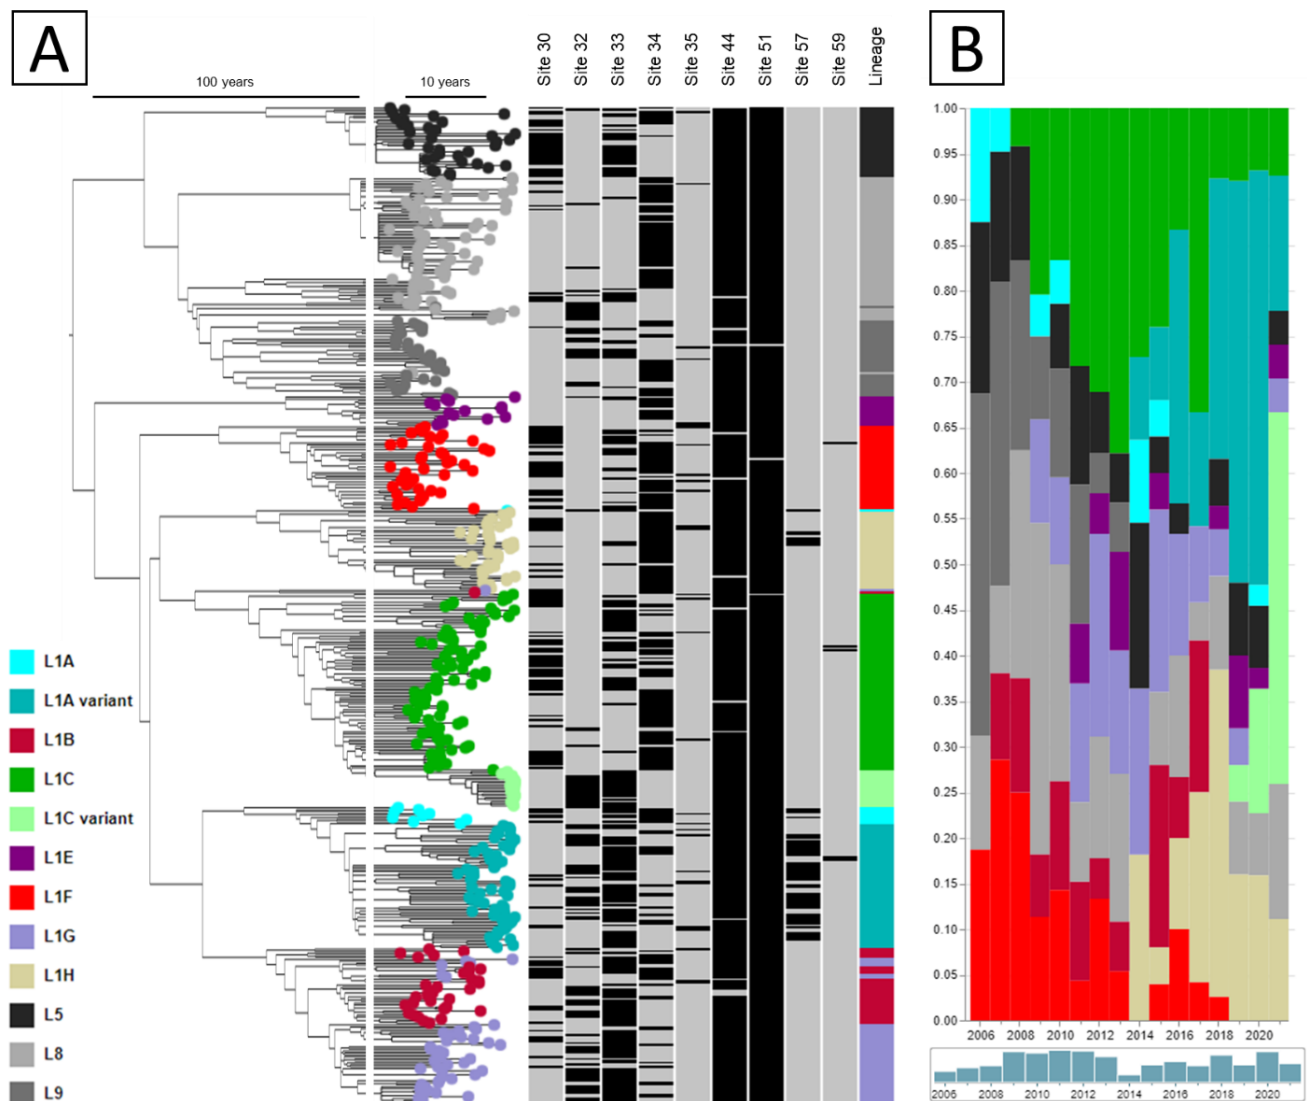 A
100 years
10 years
Site 30
Site 32
Site 33
Site 34
Site 35
Site 44
Site 51
Site 57
Site 59
Lineage
L1A
L1A variant
L1B
L1C
L1C variant
L1E
L1F
L1G
L1H
L5
L8
L9
B
1.00
0.95
0.90
0.85
0.80
0.75
0.70
0.65
0.60
0.55
0.50
0.45
0.40
0.35
0.30
0.25
0.20
0.15
0.10
0.05
0.00
2006 2008 2010 2012 2014 2016 2018 2020
2006 2008 2010 2012 2014 2016 2018 2020